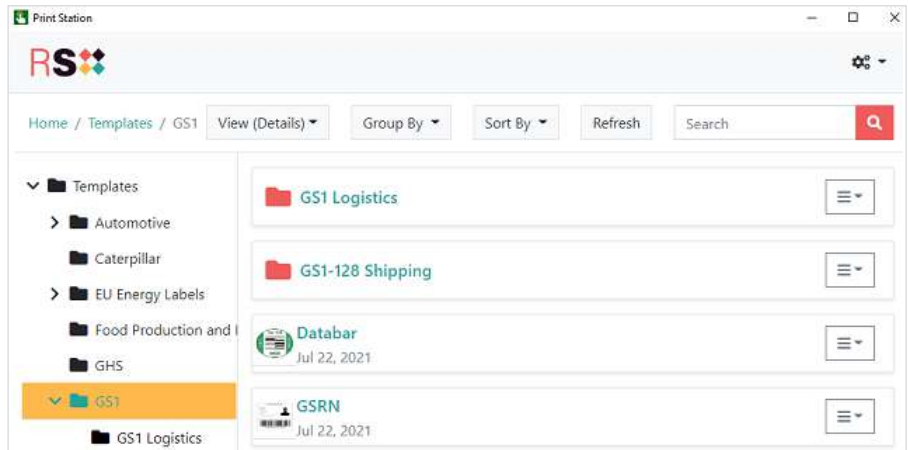 Print Station
RS
Home / Templates / GS1
View (Details)
Group By
Sort By
Refresh
Search
Templates
Automotive
Caterpillar
EU Energy Labels
Food Production and
GHS
GS1
GS1 Logistics
GS1 Logistics
GS1-128 Shipping
Databar
Jul 22, 2021
GSRN
Jul 22, 2021